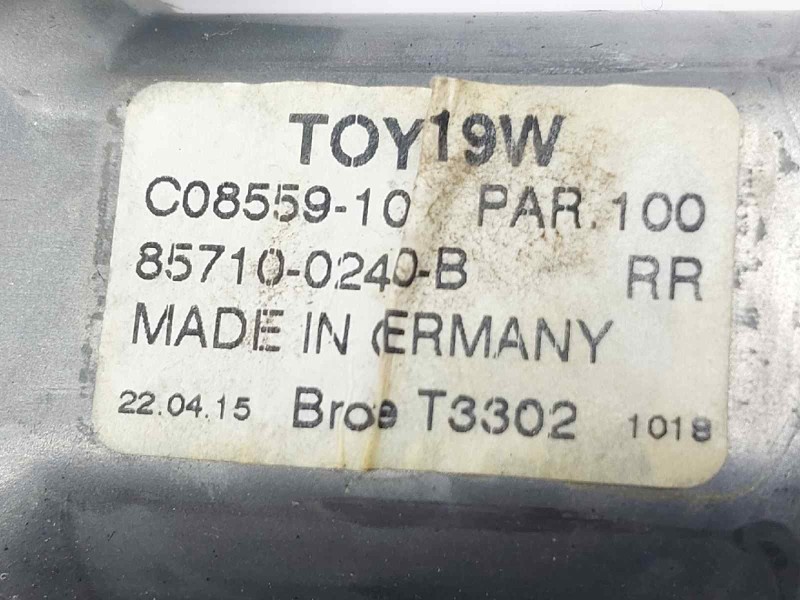 TOY19W
C08559-10 PAR.100
85710-0240-B RR
MADE IN GERMANY
22.04.15 Brose T3302 1018